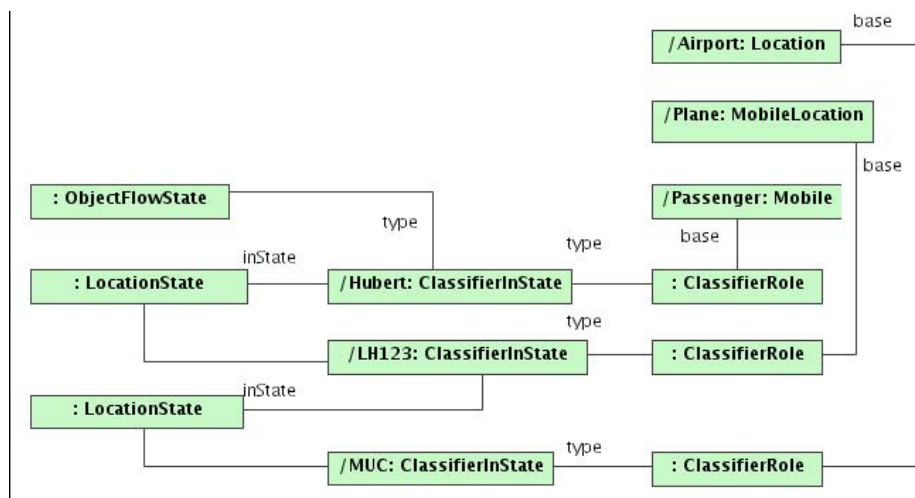 base
/Airport: Location
/Plane: MobileLocation
base
: ObjectFlowState
/Passenger: Mobile
type
base
type
inState
: LocationState
/Hubert: ClassifierInState
: ClassifierRole
type
/LH123: ClassifierInState
: ClassifierRole
inState
: LocationState
type
/MUC: ClassifierInState
: ClassifierRole